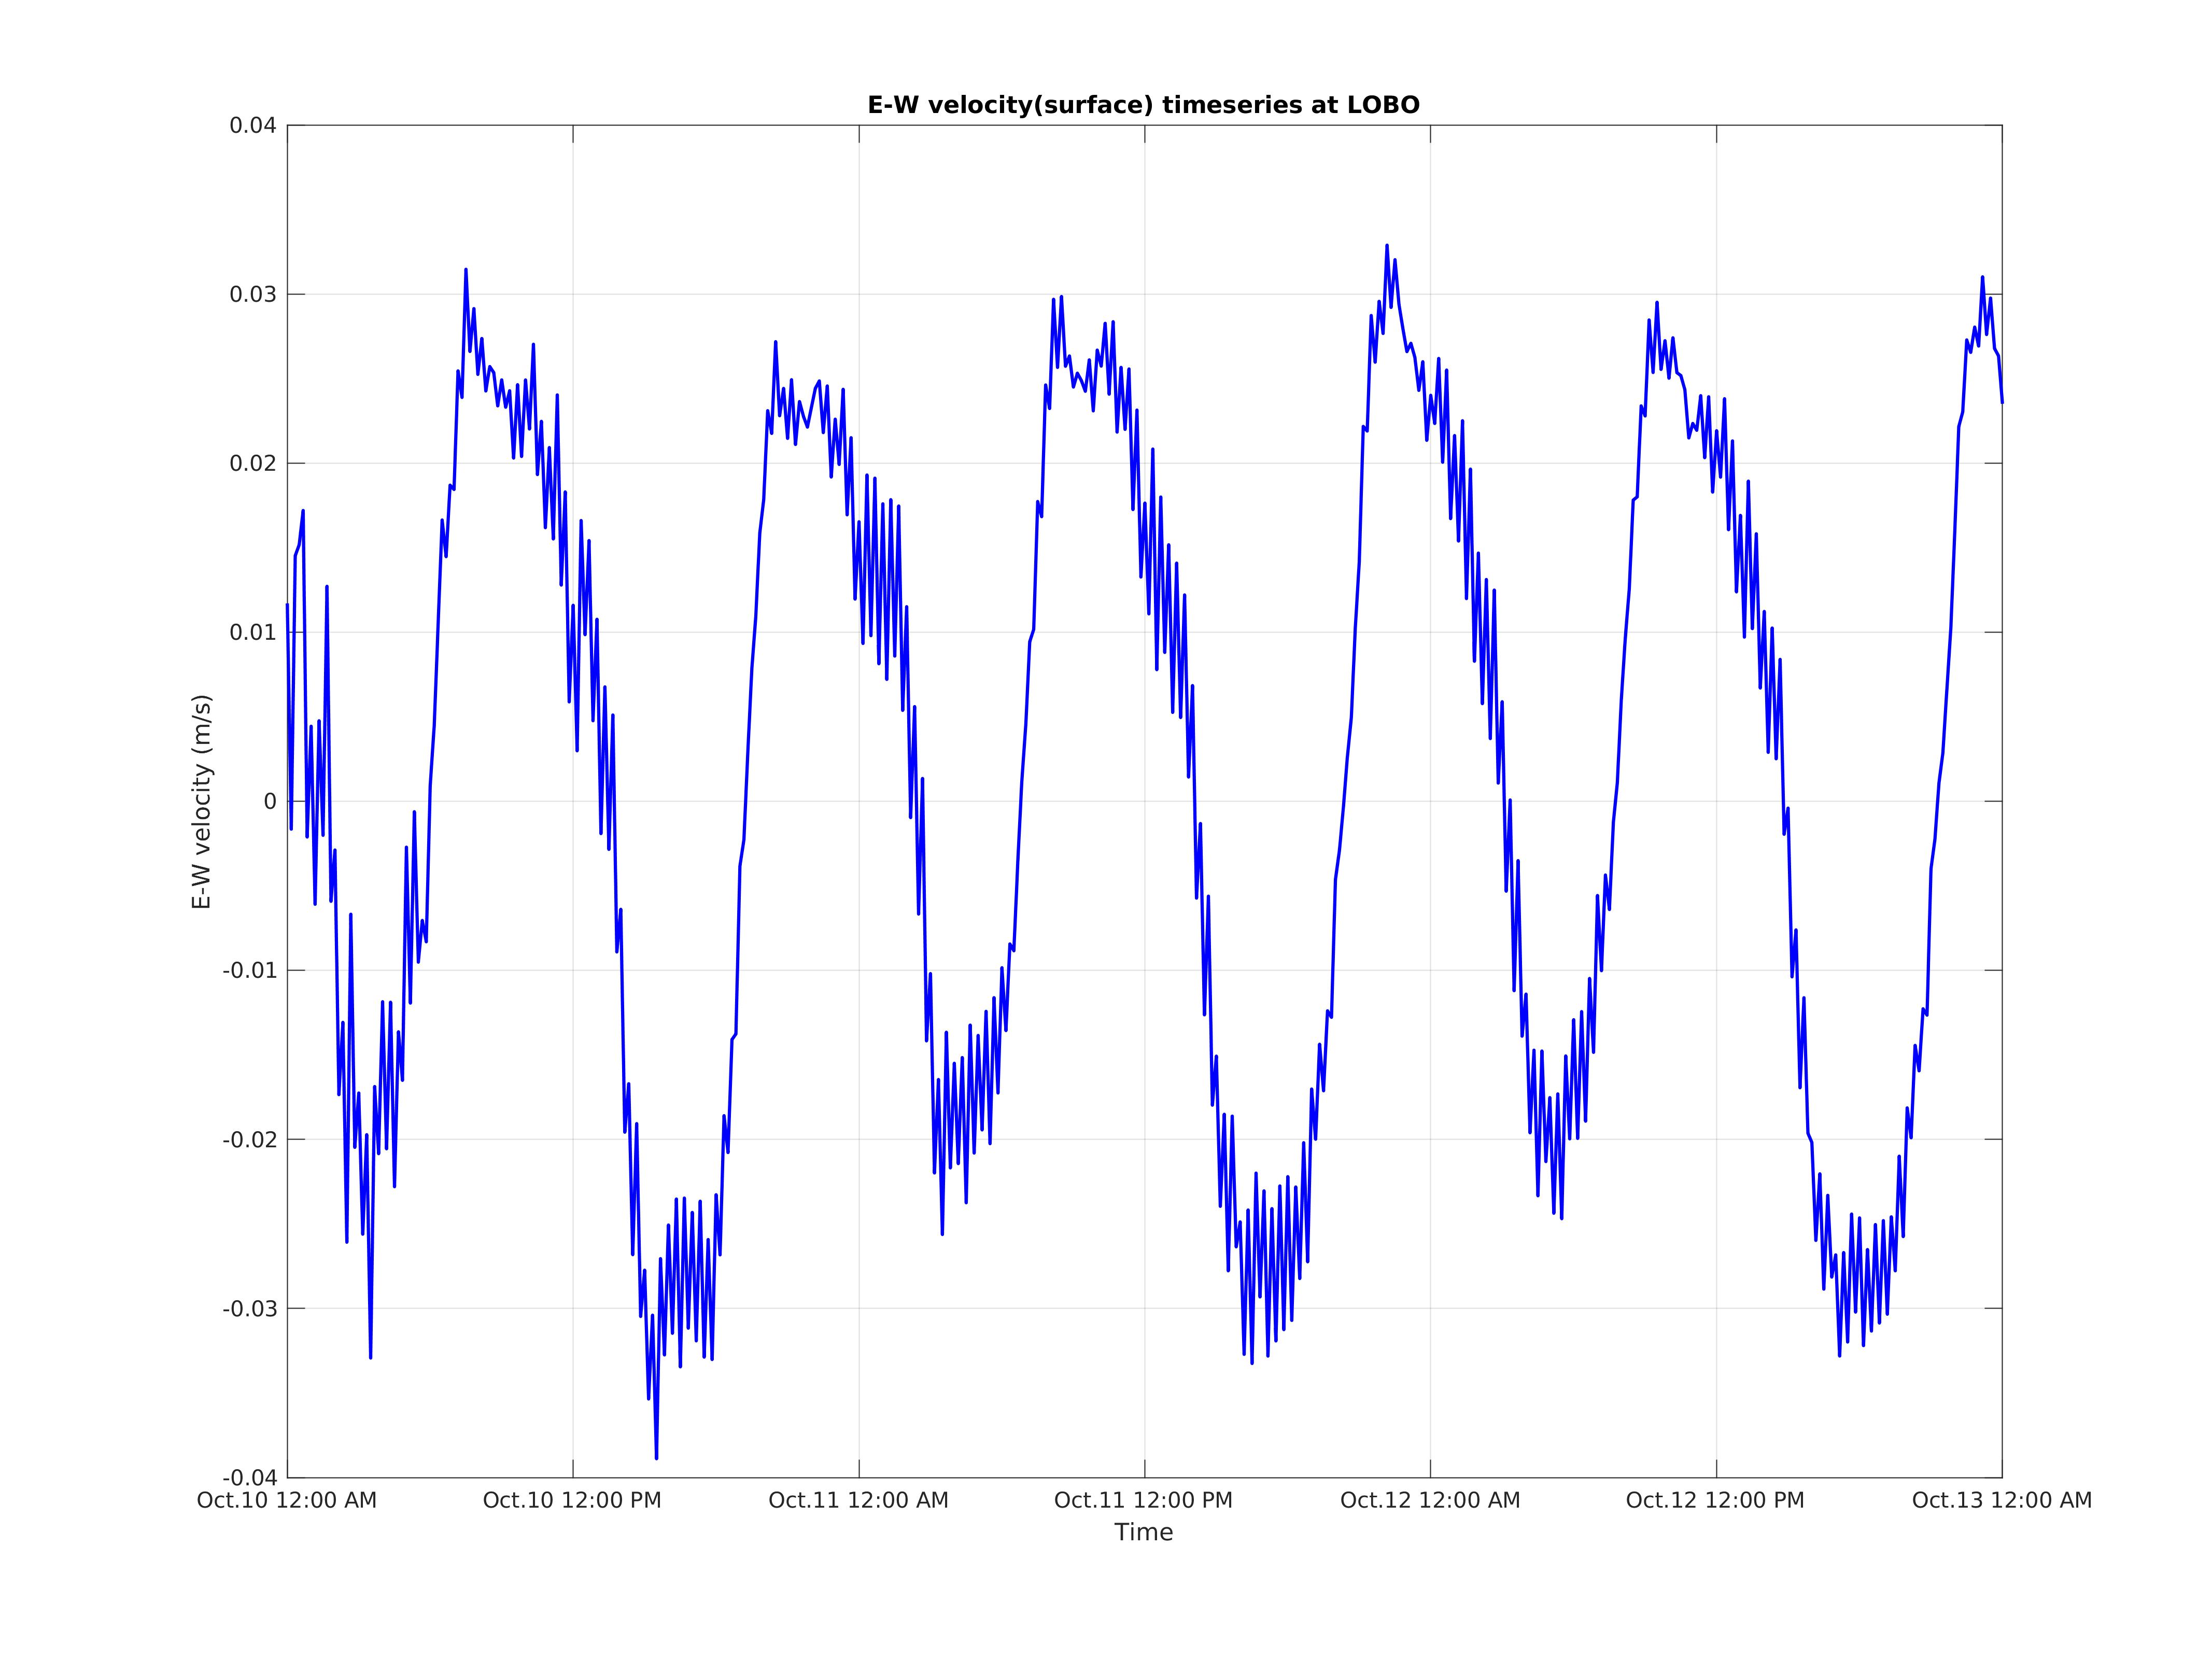 E-W velocity(surface) timeseries at LOBO
0.04
0.03
0.02
0.01
0
-0.01
-0.02
-0.03
-0.04
E-W velocity (m/s)
Oct.10 12:00 AM
Oct.10 12:00 PM
Oct.11 12:00 AM
Oct.11 12:00 PM
Oct.12 12:00 AM
Oct.12 12:00 PM
Oct.13 12:00 AM
Time